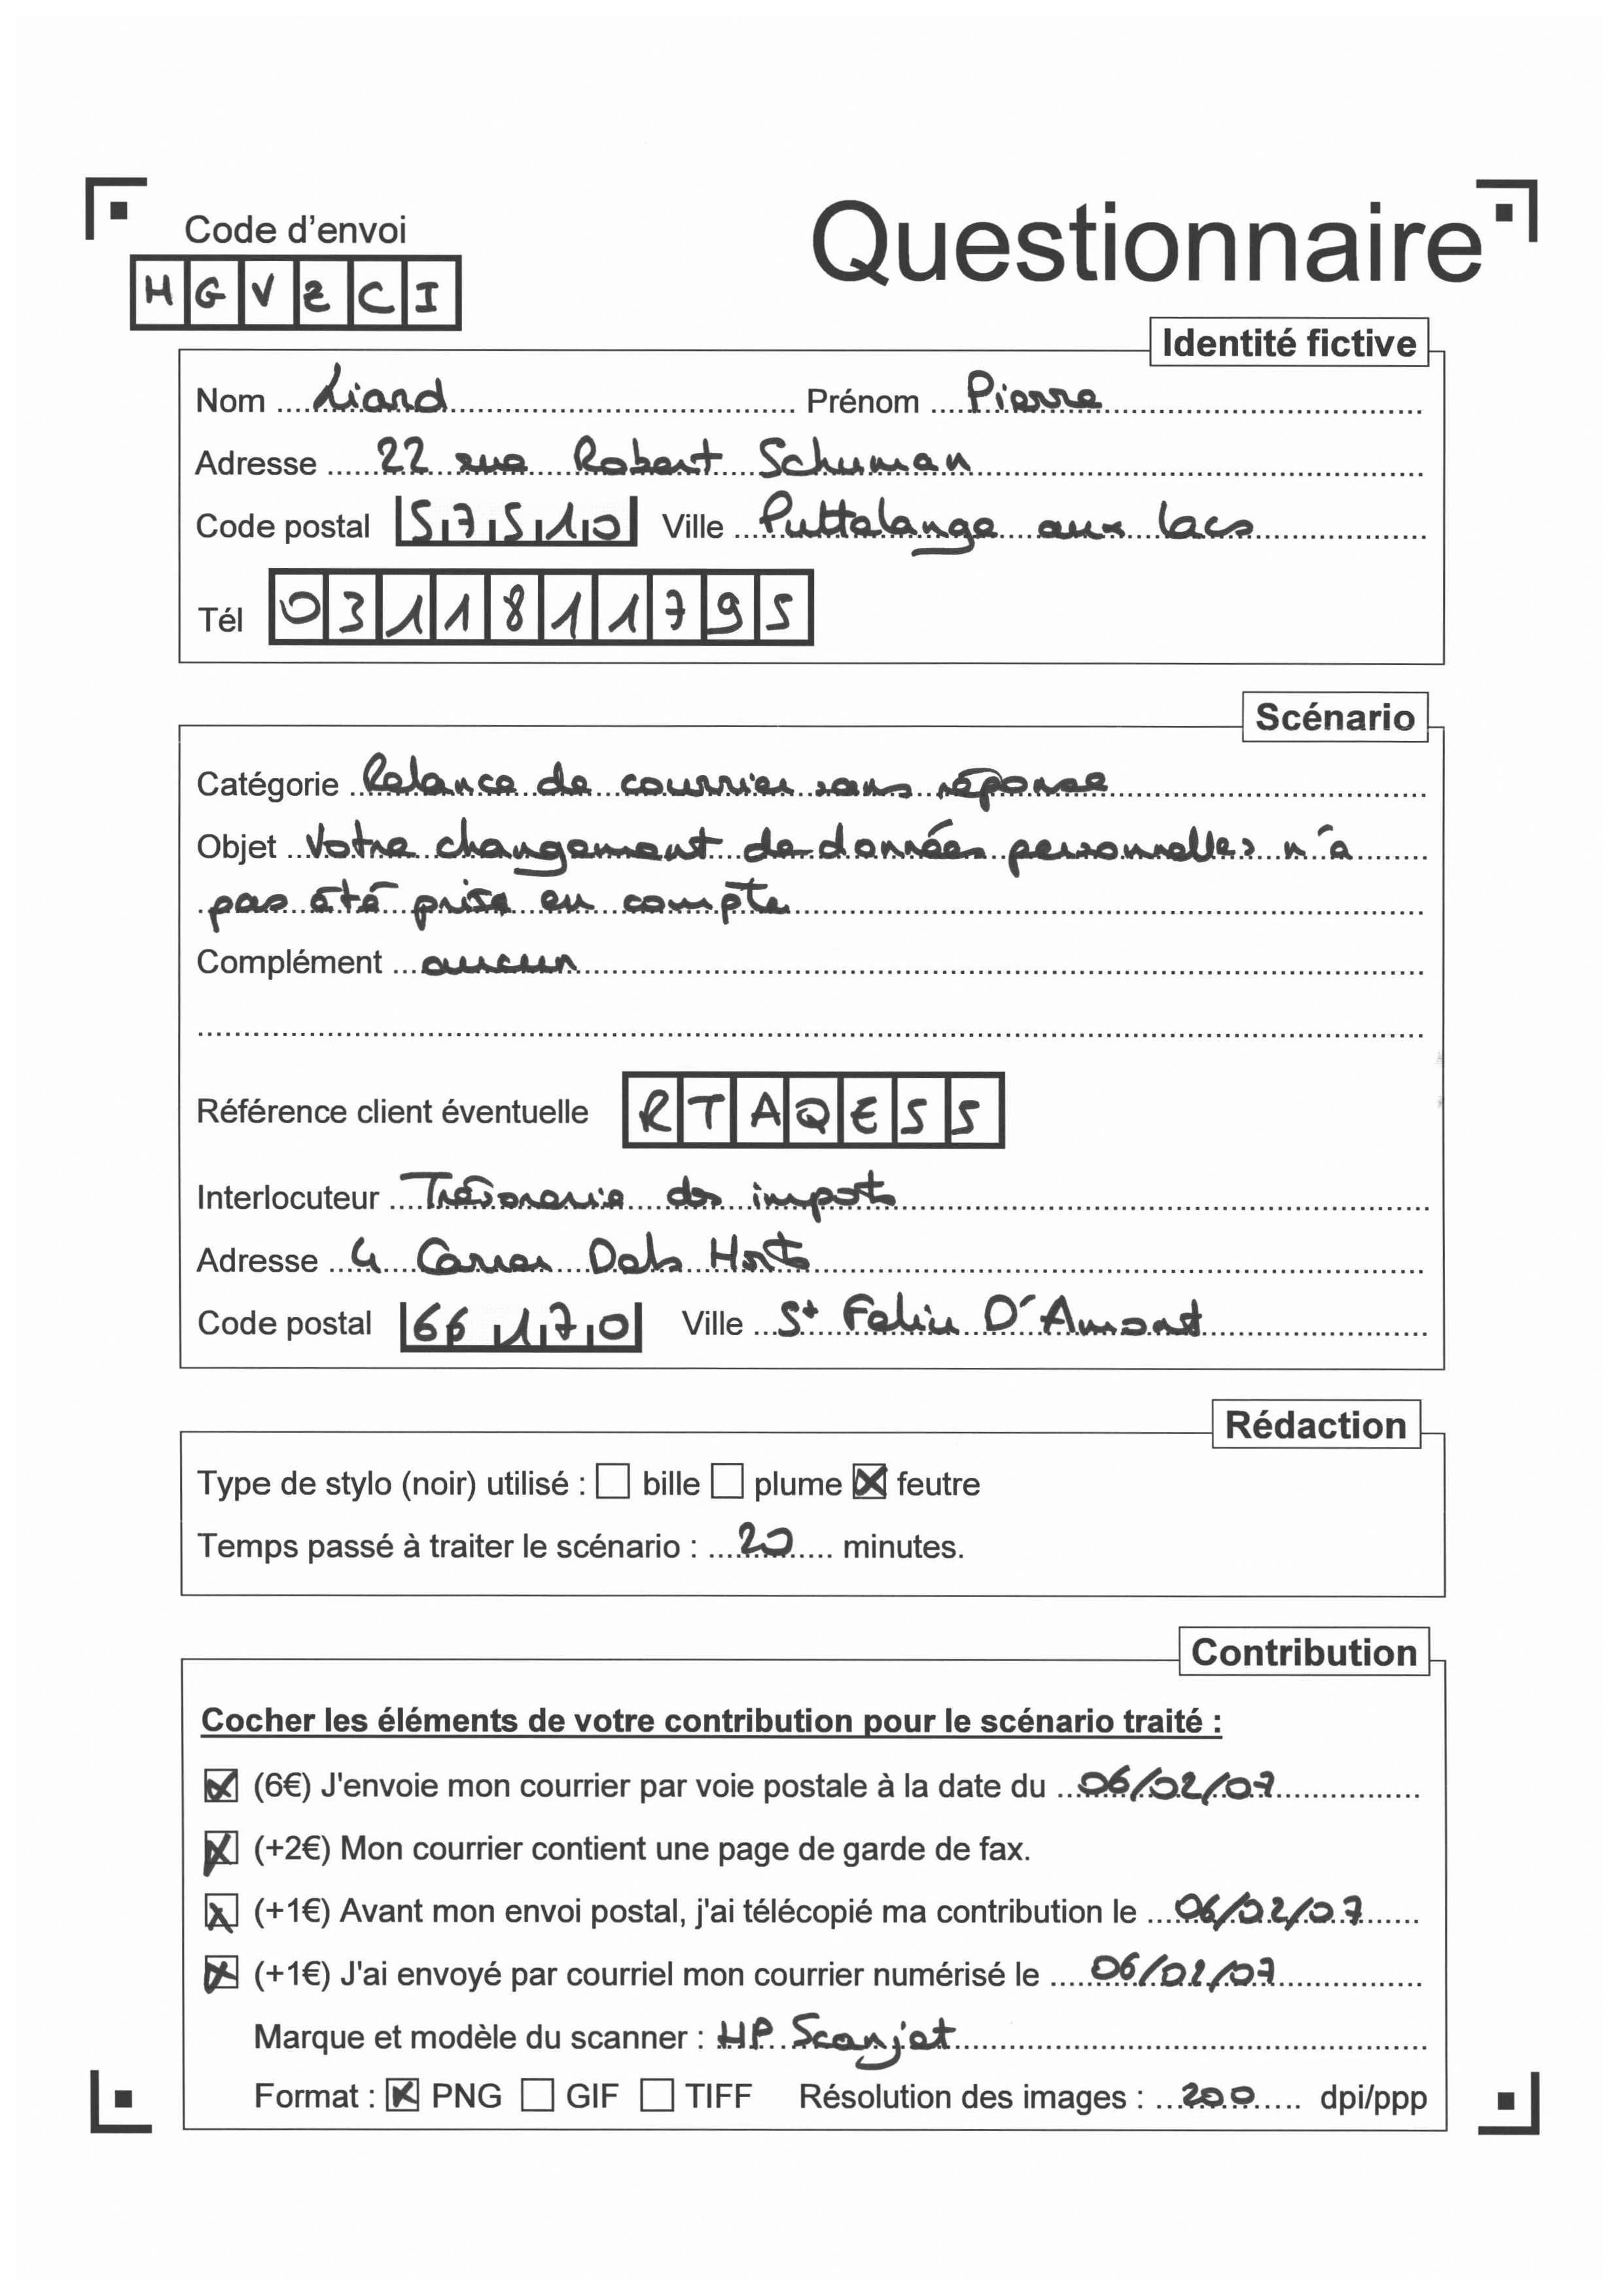 Code d'envoi
Questionnaire
HGVECI
Identité fictive
Nom Liard Prénom Pierre
Adresse 22 rue Robert Schuman
Code postal 57510 Ville Puttelange aux lacs
Tél 0311811795
Scénario
Catégorie Relance de courrier sans réponse
Objet Votre changement de données personnelles n'a
pas été prise en compte
Complément aucun
Référence client éventuelle RTAQESS
Interlocuteur Trésorerie des impots
Adresse 4 Carrer Dels Horts
Code postal 66170 Ville St Feliu D'Amont
Rédaction
Type de stylo (noir) utilisé : bille plume feutre
Temps passé à traiter le scénario : 20 minutes.
Contribution
Cocher les éléments de votre contribution pour le scénario traité :
(6€) J'envoie mon courrier par voie postale à la date du 06/02/07
(+2€) Mon courrier contient une page de garde de fax.
(+1€) Avant mon envoi postal, j'ai télécopié ma contribution le 06/02/07
(+1€) J'ai envoyé par courriel mon courrier numérisé le 06/02/07
Marque et modèle du scanner : HP Scanjet
Format : PNG GIF TIFF Résolution des images : 200 dpi/ppp